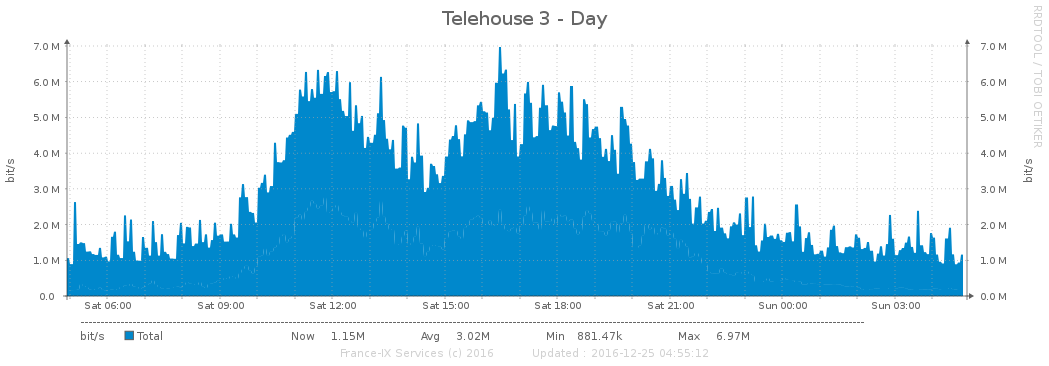 Telehouse 3 - Day
RRDTOOL / TOBI OETIKER
bit/s
7.0 M
6.0 M
5.0 M
4.0 M
3.0 M
2.0 M
1.0 M
0.0
7.0 M
6.0 M
5.0 M
4.0 M
3.0 M
2.0 M
1.0 M
0.0 M
bit/s
Sat 06:00 Sat 09:00 Sat 12:00 Sat 15:00 Sat 18:00 Sat 21:00 Sun 00:00 Sun 03:00
bit/s Total Now 1.15M Avg 3.02M Min 881.47k Max 6.97M
France-IX Services (c) 2016 Updated : 2016-12-25 04:55:12